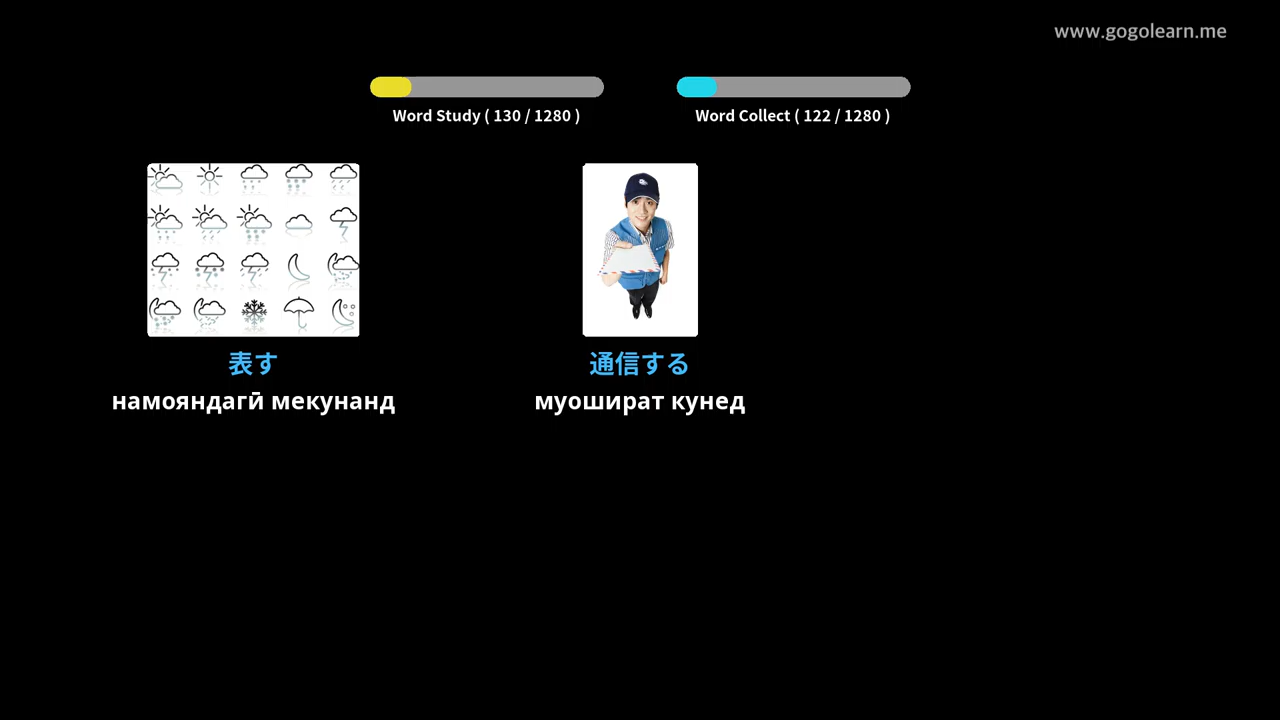 www.gogolearn.me
Word Study ( 130 / 1280 )
Word Collect ( 122 / 1280 )
表す
намояндагӣ мекунанд
通信する
муошират кунед